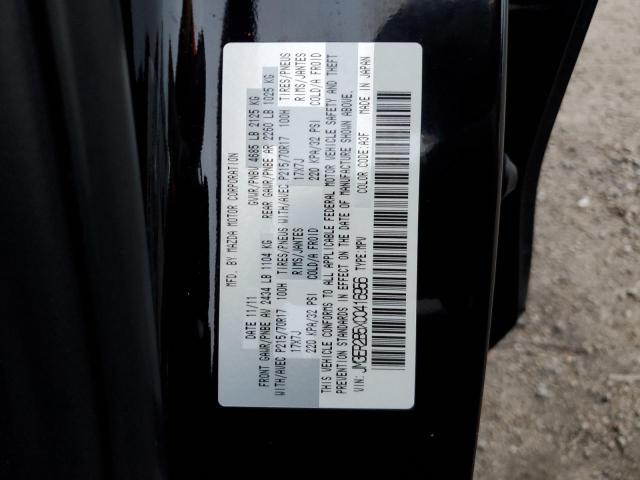 MFD. BY MAZDA MOTOR CORPORATION
11/11 GVWR/PNBV 4685 LB 2125 KG
FRONT GAWR/PNBE AV 2434 LB 1104 KG REAR GAWR/PNBE AR 2260 LB 1025 KG
WITH/AVEC P215/70R17 100H TIRES/PNEUS WITH/AVEC P215/70R17 100H TIRES/PNEUS
17X7J RIMS/JANTES 17X7J RIMS/JANTES
220 KPA/32 PSI COLD/A FROID 220 KPA/32 PSI COLD/A FROID
THIS VEHICLE CONFORMS TO ALL APPLICABLE FEDERAL MOTOR VEHICLE SAFETY AND THEFT
PREVENTION STANDARDS IN EFFECT ON THE DATE OF MANUFACTURE SHOWN ABOVE.
VIN: TYPE:MPV COLOR CODE:A3F MADE IN JAPAN